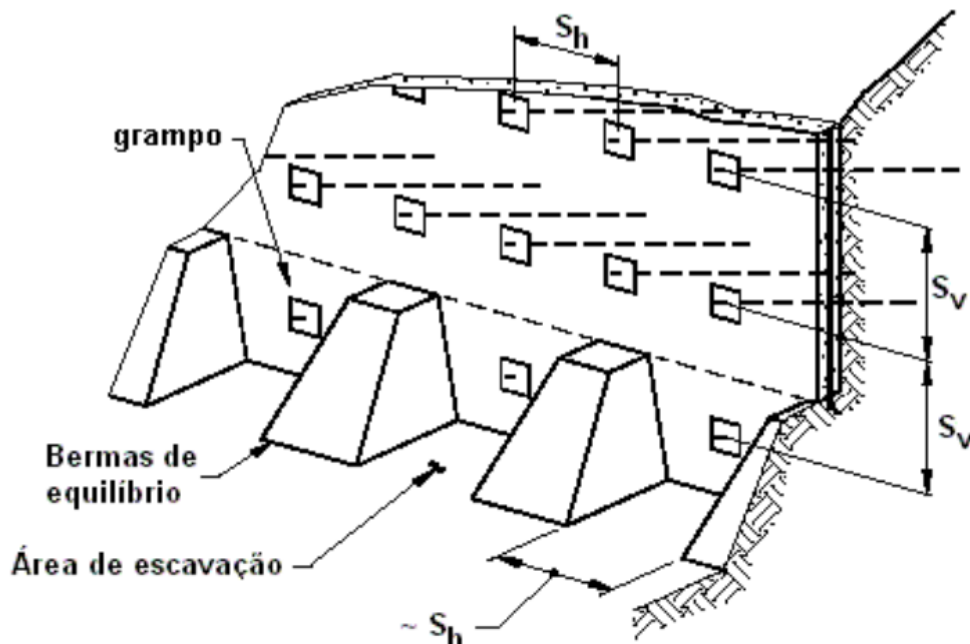 Sh
grampo
Sv
Sv
Bermas de
equilíbrio
Área de escavação
~ Sh